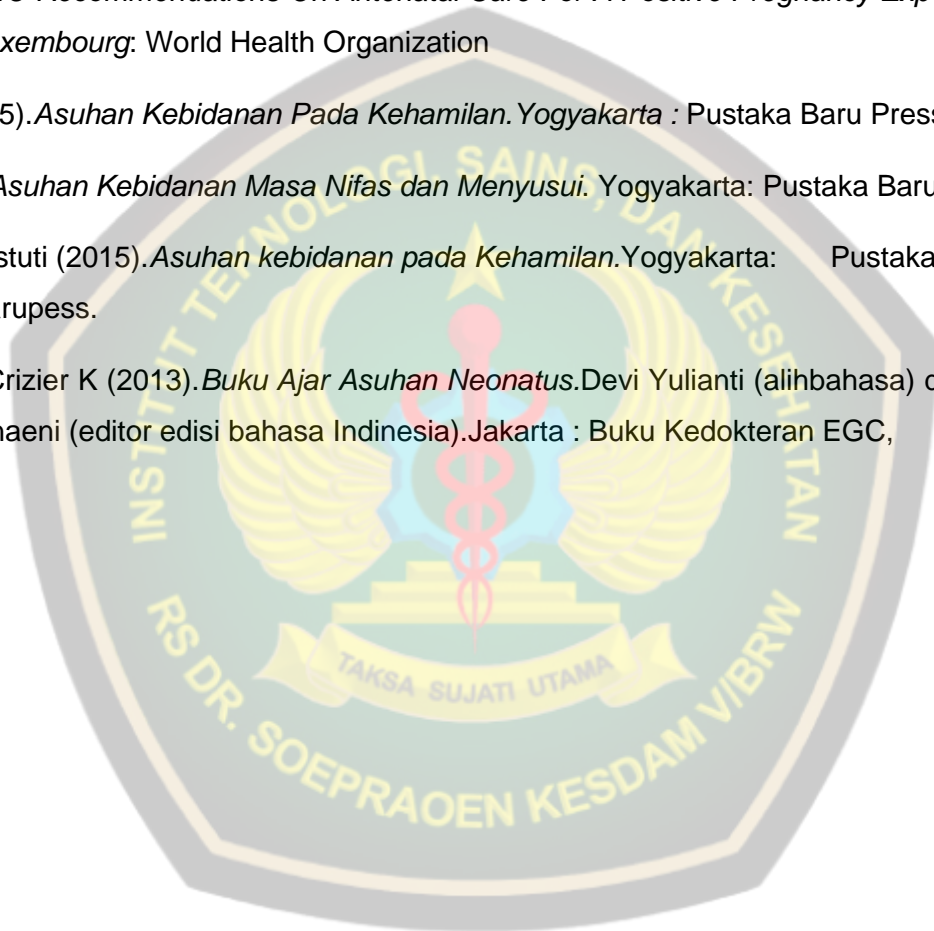 Recommendations On Antenatal Care For A Positive Pregnancy Exp
xembourg: World Health Organization
5).Asuhan Kebidanan Pada Kehamilan.Yogyakarta : Pustaka Baru Press
Asuhan Kebidanan Masa Nifas dan Menyusui. Yogyakarta: Pustaka Baru
stuti (2015).Asuhan kebidanan pada Kehamilan.Yogyakarta: Pustaka
rupess.
Crizier K (2013).Buku Ajar Asuhan Neonatus.Devi Yulianti (alihbahasa) d
naeni (editor edisi bahasa Indinesia).Jakarta : Buku Kedokteran EGC,
INSTITUT TEKNOLOGI, SAINS, DAN KESEHATAN
TAKSA SUJATI UTAMA
RS DR. SOEPRAOEN KESDAM V/BRW